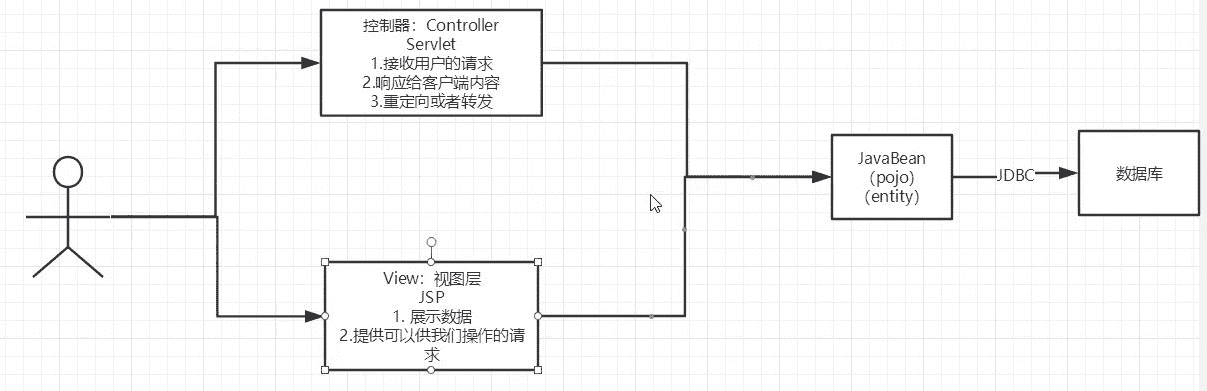 控制器：Controller
Servlet
1.接收用户的请求
2.响应给客户端内容
3.重定向或者转发
View：视图层
JSP
1. 展示数据
2.提供可以供我们操作的请
求
JavaBean
（pojo）
（entity）
JDBC
数据库